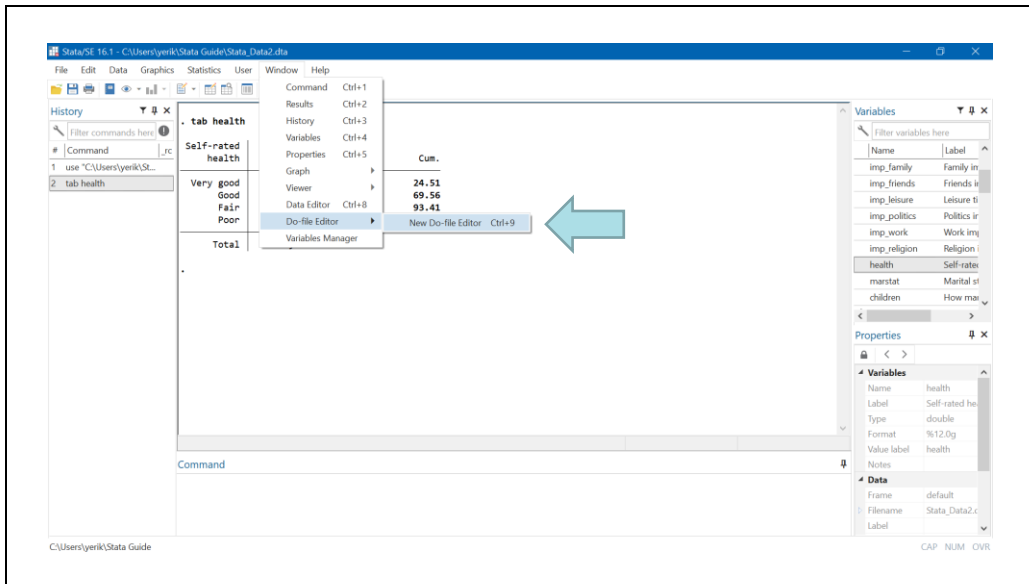 Stata/SE 16.1 - C:\Users\yerik\Stata Guide\Stata_Data2.dta
File Edit Data Graphics Statistics User Window Help
History
Filter commands here
# Command _rc
1 use "C:\Users\yerik\St...
2 tab health
Command Ctrl+1
Results Ctrl+2
History Ctrl+3
Variables Ctrl+4
Properties Ctrl+5
Graph
Viewer
Data Editor Ctrl+8
Do-file Editor
Variables Manager
New Do-file Editor Ctrl+9
. tab health
Self-rated
health Cum.
Very good 24.51
Good 69.56
Fair 93.41
Poor
Total
.
Command
Variables
Filter variables here
Name Label
imp_family Family im
imp_friends Friends i
imp_leisure Leisure ti
imp_politics Politics ir
imp_work Work im
imp_religion Religion
health Self-rate
marstat Marital st
children How ma
Properties
Variables
Name health
Label Self-rated he
Type double
Format %12.0g
Value label health
Notes
Data
Frame default
Filename Stata_Data2.c
Label
C:\Users\yerik\Stata Guide
CAP NUM OVR